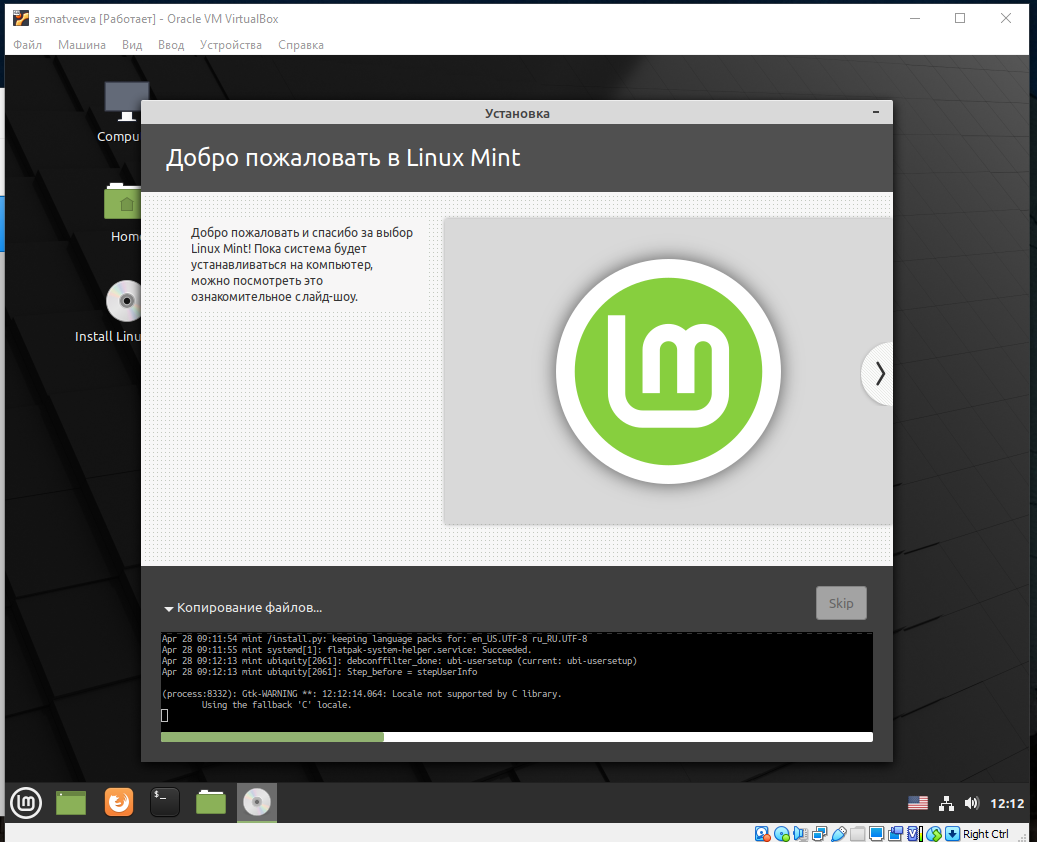 asmatveeva [Работает] - Oracle VM VirtualBox
Файл Машина Вид Ввод Устройства Справка
Установка
Добро пожаловать в Linux Mint
Compu
Home
Install Linu
Добро пожаловать и спасибо за выбор
Linux Mint! Пока система будет
устанавливаться на компьютер,
можно посмотреть это
ознакомительное слайд-шоу.
lm
Копирование файлов...
Skip
Apr 28 09:11:54 mint /install.py: keeping language packs for: en_US.UTF-8 ru_RU.UTF-8
Apr 28 09:11:55 mint systemd[1]: flatpak-system-helper.service: Succeeded.
Apr 28 09:12:13 mint ubiquity[2061]: debconffilter_done: ubi-usersetup (current: ubi-usersetup)
Apr 28 09:12:13 mint ubiquity[2061]: Step_before = stepUserInfo
(process:8332): Gtk-WARNING **: 12:12:14.064: Locale not supported by C library.
Using the fallback 'C' locale.
12:12
Right Ctrl